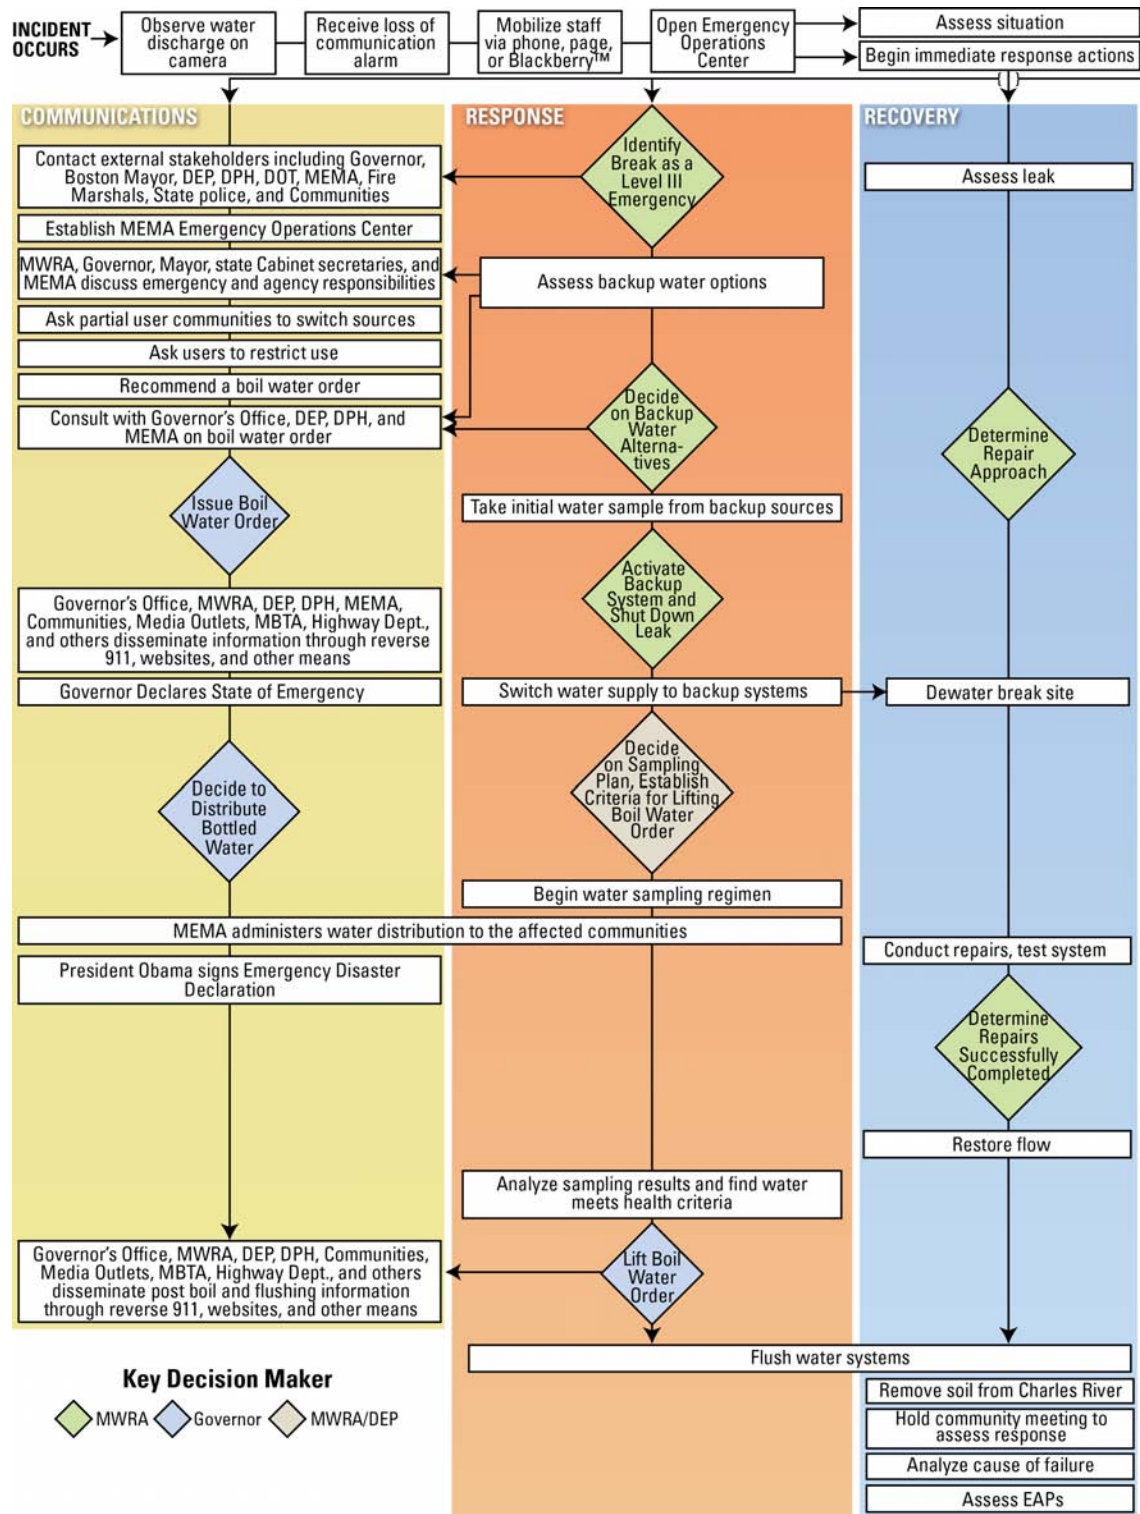 INCIDENT
OCCURS
Observe water
discharge on
camera
Receive loss of
communication
alarm
Mobilize staff
via phone, page,
or Blackberry™
Open Emergency
Operations
Center
Assess situation
Begin immediate response actions
COMMUNICATIONS
Contact external stakeholders including Governor,
Boston Mayor, DEP, DPH, DOT, MEMA, Fire
Marshals, State police, and Communities
Establish MEMA Emergency Operations Center
MWRA, Governor, Mayor, state Cabinet secretaries, and
MEMA discuss emergency and agency responsibilities
Ask partial user communities to switch sources
Ask users to restrict use
Recommend a boil water order
Consult with Governor's Office, DEP, DPH, and
MEMA on boil water order
Issue Boil
Water Order
Governor's Office, MWRA, DEP, DPH, MEMA,
Communities, Media Outlets, MBTA, Highway Dept.,
and others disseminate information through reverse
911, websites, and other means
Governor Declares State of Emergency
Decide to
Distribute
Bottled
Water
MEMA administers water distribution to the affected communities
President Obama signs Emergency Disaster
Declaration
Governor's Office, MWRA, DEP, DPH, Communities,
Media Outlets, MBTA, Highway Dept., and others
disseminate post boil and flushing information
through reverse 911, websites, and other means
RESPONSE
Identify
Break as a
Level III
Emergency
Assess backup water options
Decide
on Backup
Water
Alterna-
tives
Take initial water sample from backup sources
Activate
Backup
System and
Shut Down
Leak
Switch water supply to backup systems
Decide
on Sampling
Plan, Establish
Criteria for Lifting
Boil Water
Order
Begin water sampling regimen
Analyze sampling results and find water
meets health criteria
Lift Boil
Water
Order
RECOVERY
Assess leak
Determine
Repair
Approach
Dewater break site
Conduct repairs, test system
Determine
Repairs
Successfully
Completed
Restore flow
Flush water systems
Remove soil from Charles River
Hold community meeting to
assess response
Analyze cause of failure
Assess EAPs
Key Decision Maker
MWRA
Governor
MWRA/DEP